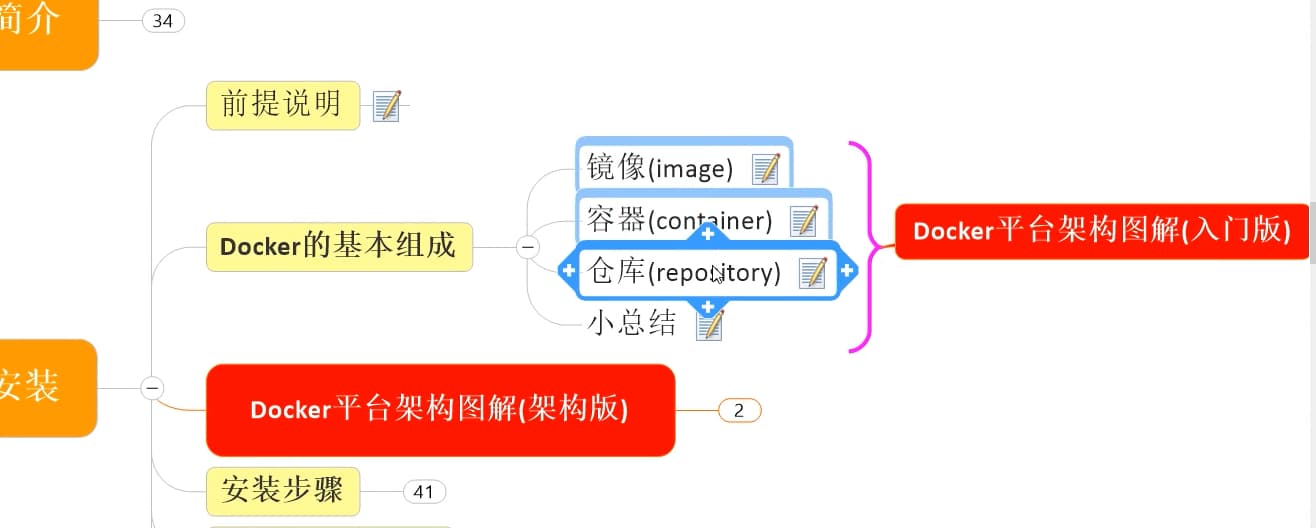 简介
34
前提说明
镜像(image)
容器(container)
Docker的基本组成
仓库(repository)
小总结
Docker平台架构图解(入门版)
安装
Docker平台架构图解(架构版)
2
安装步骤
41